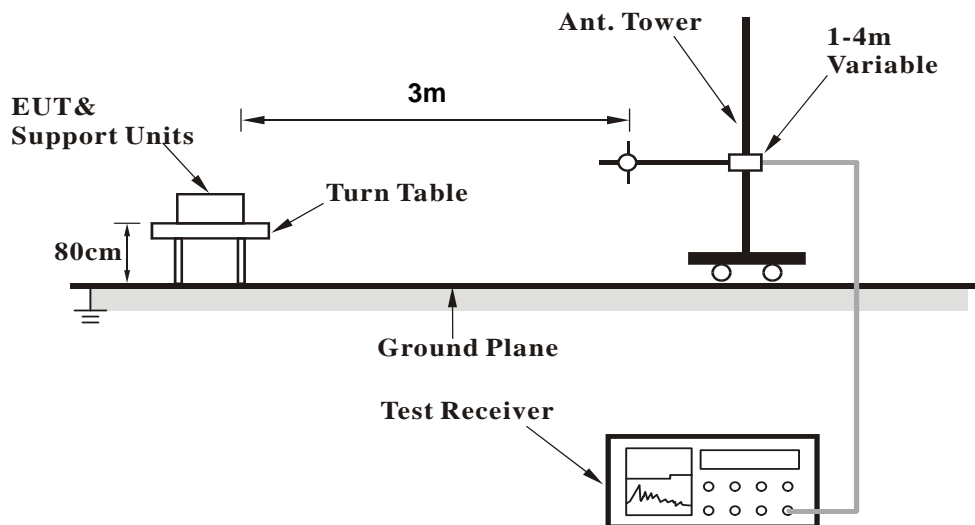 Ant. Tower
1-4m
Variable
3m
EUT&
Support Units
Turn Table
80cm
Ground Plane
Test Receiver